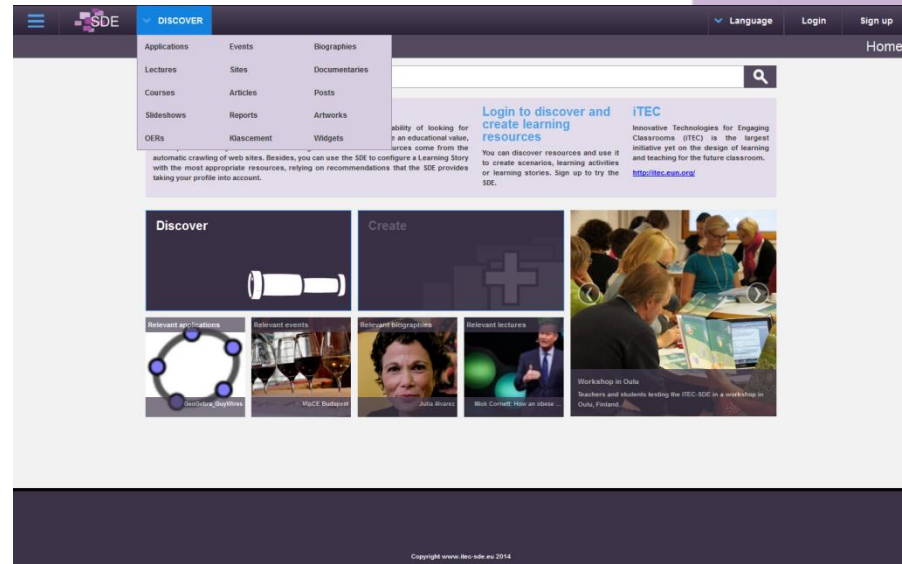 SDE
DISCOVER
Language
Login
Sign up
Home
Applications Events Biographies
Lectures Sites Documentaries
Courses Articles Posts
Slideshows Reports Artworks
OERs Klascement Widgets
ability of looking for
an educational value,
urces come from the
automatic crawling of web sites. Besides, you can use the SDE to configure a Learning Story
with the most appropriate resources, relying on recommendations that the SDE provides
taking your profile into account.
Login to discover and
create learning
resources
You can discover resources and use it
to create scenarios, learning activities
or learning stories. Sign up to try the
SDE.
iTEC
Innovative Technologies for Engaging
Classrooms (iTEC) is the largest
initiative yet on the design of learning
and teaching for the future classroom.
http://itec.eun.org/
Discover
Create
Relevant applications
GeoGebra_GuyWires
Relevant events
Budapest
Relevant biographies
Julia Alvarez
Relevant lectures
Mick Cornett: How an obese ...
Workshop in Oulu
Teachers and students testing the iTEC-SDE in a workshop in
Oulu, Finland.
Copyright www.itec-sde.eu 2014